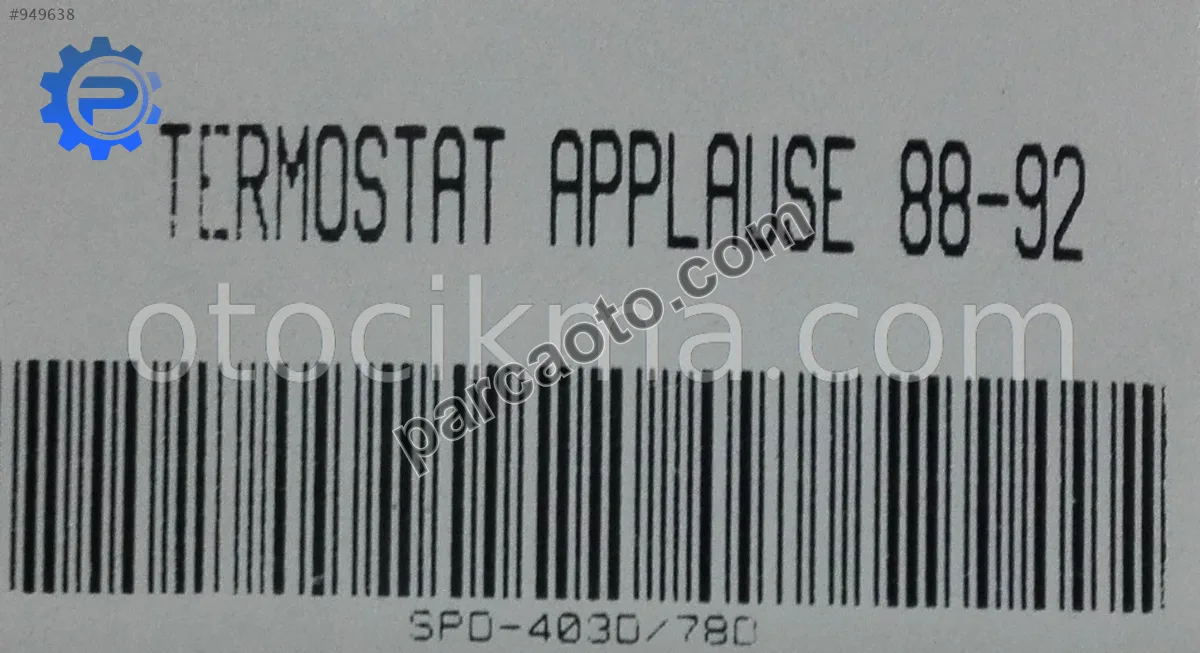 #949638
TERMOSTAT APPLAUSE 88-92
otocikma.com
parcaoto.com
SPD-4030/780